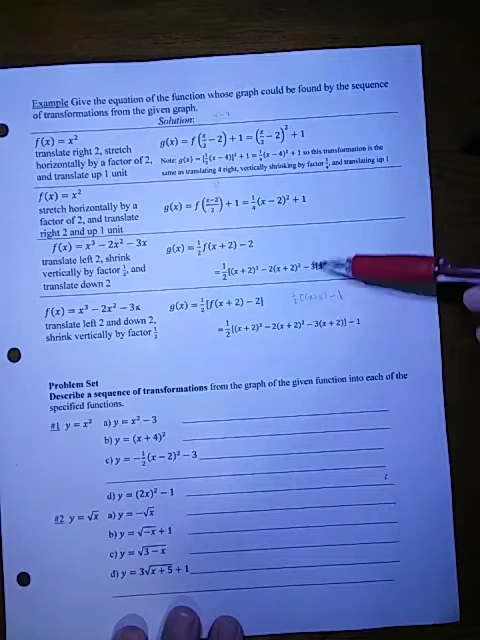 Example Give the equation of the function whose graph could be found by the sequence
of transformations from the given graph.
Solution:
f(x) = x²
translate right 2, stretch
horizontally by a factor of 2,
and translate up 1 unit
g(x) = f(x/2 − 2) + 1 = (x/2 − 2)² + 1
Note: g(x) = [½(x − 4)]² + 1 = ¼(x − 4)² + 1 so this transformation is the
same as translating 4 right, vertically shrinking by factor ¼, and translating up 1
f(x) = x²
stretch horizontally by a
factor of 2, and translate
right 2 and up 1 unit
g(x) = f((x−2)/2) + 1 = ¼(x − 2)² + 1
f(x) = x³ − 2x² − 3x
translate left 2, shrink
vertically by factor ½, and
translate down 2
g(x) = ½f(x + 2) − 2
= ½[(x + 2)³ − 2(x + 2)² −
f(x) = x³ − 2x² − 3x
translate left 2 and down 2,
shrink vertically by factor ½
g(x) = ½[f(x + 2) − 2]
= ½[(x + 2)³ − 2(x + 2)² − 3(x + 2)] − 1
Problem Set
Describe a sequence of transformations from the graph of the given function into each of the
specified functions.
#1 y = x² a) y = x² − 3
b) y = (x + 4)²
c) y = −½(x − 2)² − 3
d) y = (2x)² − 1
#2 y = √x a) y = −√x
b) y = √−x + 1
c) y = √3 − x
d) y = 3√x + 5 + 1